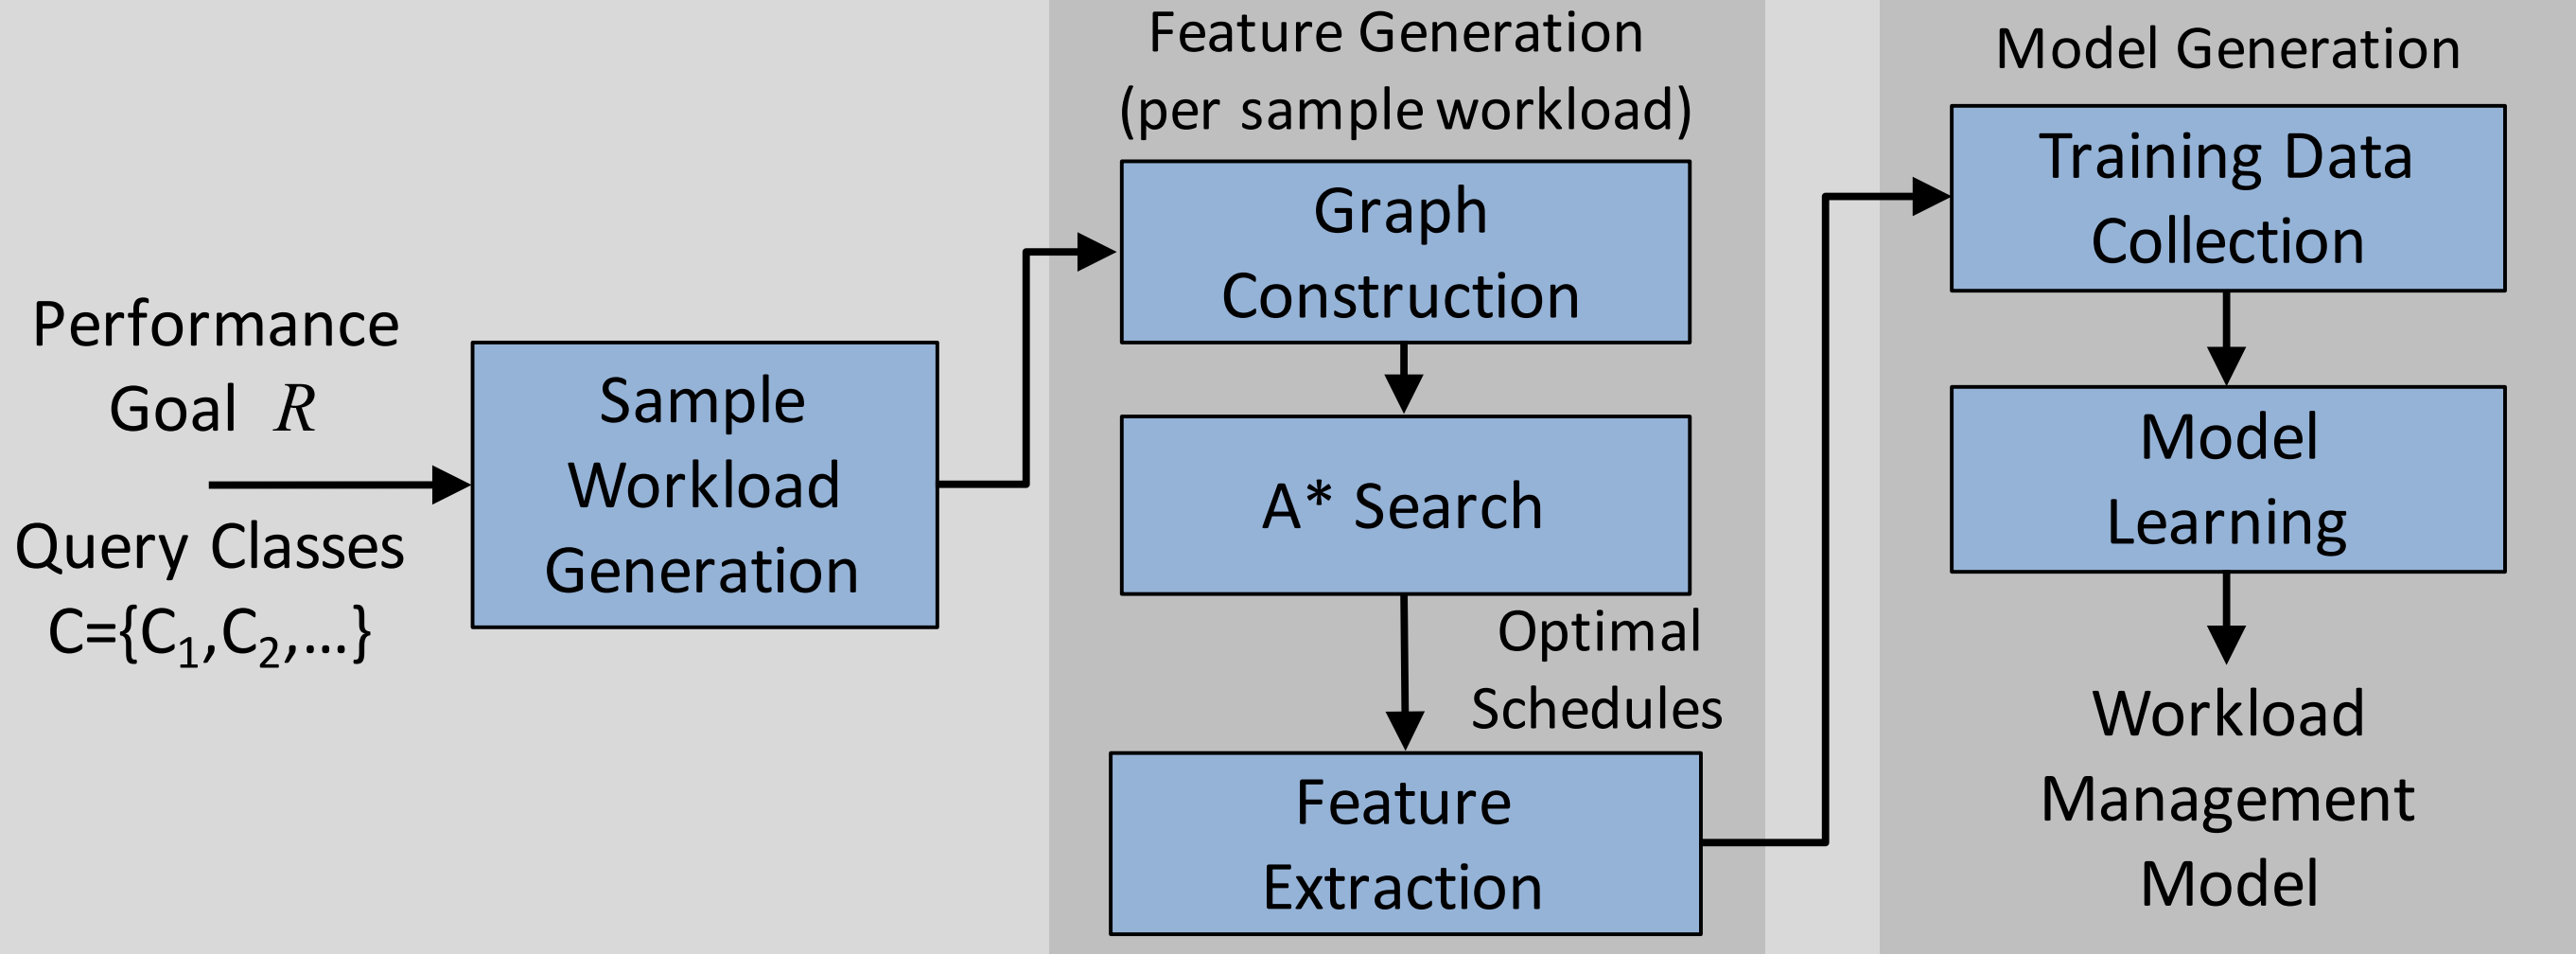 Performance
Goal R
Query Classes
C={C₁,C₂,...}
Sample
Workload
Generation
Feature Generation
(per sample workload)
Graph
Construction
A* Search
Optimal
Schedules
Feature
Extraction
Model Generation
Training Data
Collection
Model
Learning
Workload
Management
Model